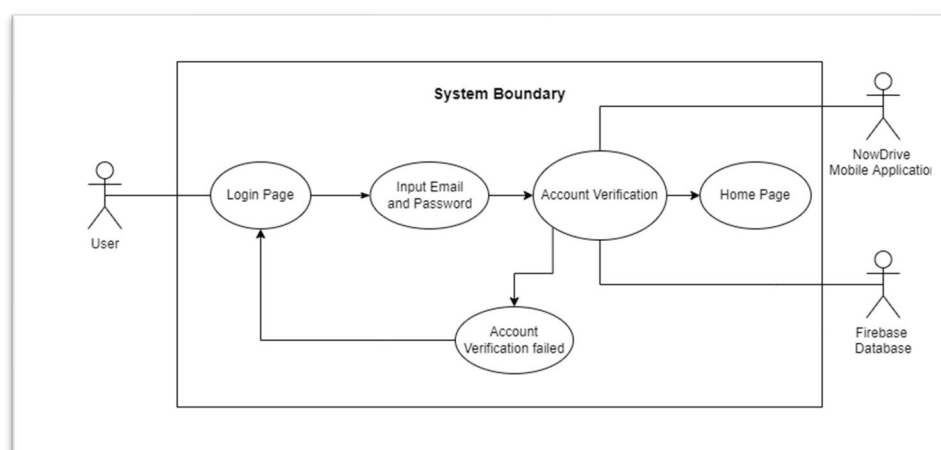 System Boundary
NowDrive
Mobile Applicatio
Login Page
Input Email
and Password
Account Verification
Home Page
User
Account
Verification failed
Firebase
Database